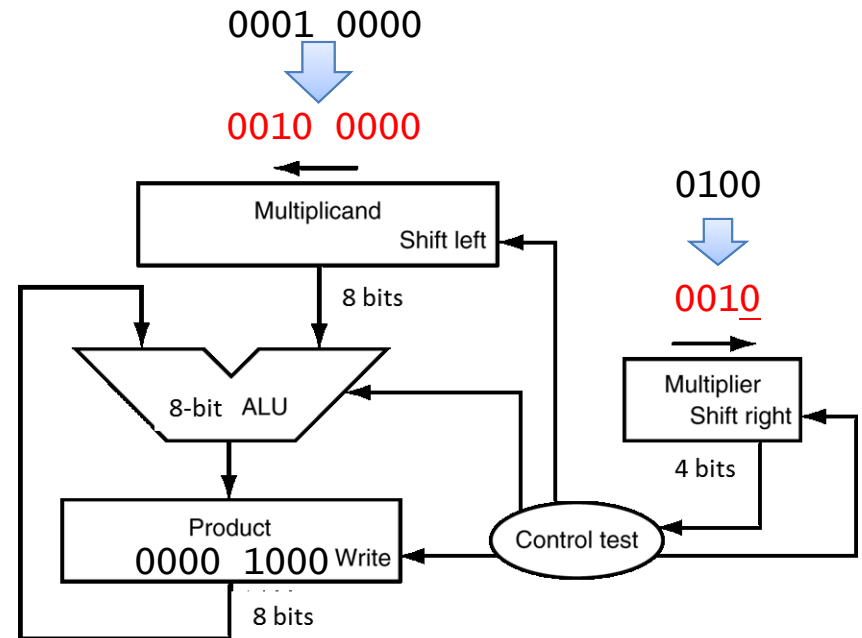 0001 0000
0010 0000
Multiplicand
Shift left
8 bits
0100
0010
Multiplier
Shift right
4 bits
8-bit ALU
Product
0000 1000 Write
8 bits
Control test